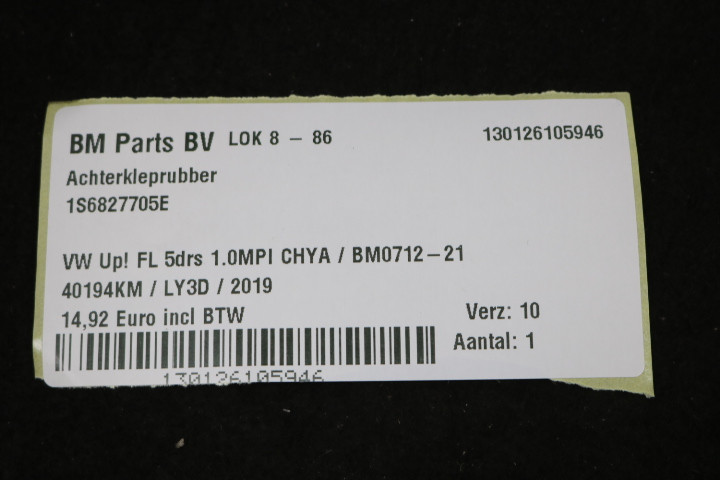 BM Parts BV LOK 8 – 86 130126105946
Achterkleprubber
1S6827705E
VW Up! FL 5drs 1.0MPI CHYA / BM0712–21
40194KM / LY3D / 2019
14,92 Euro incl BTW Verz: 10
Aantal: 1
130126105946